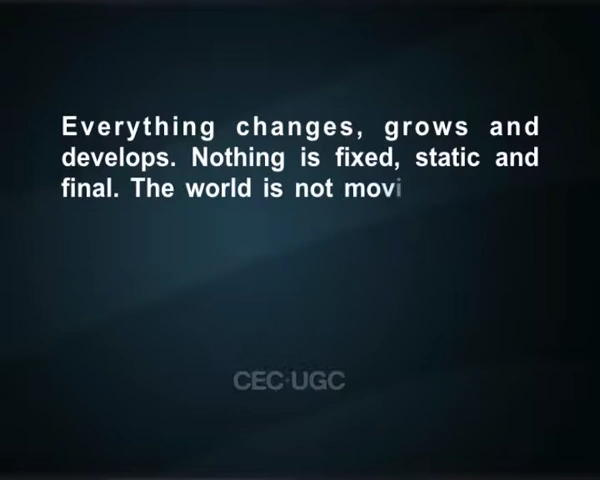 Everything changes, grows and
develops. Nothing is fixed, static and
final. The world is not movi
CEC-UGC